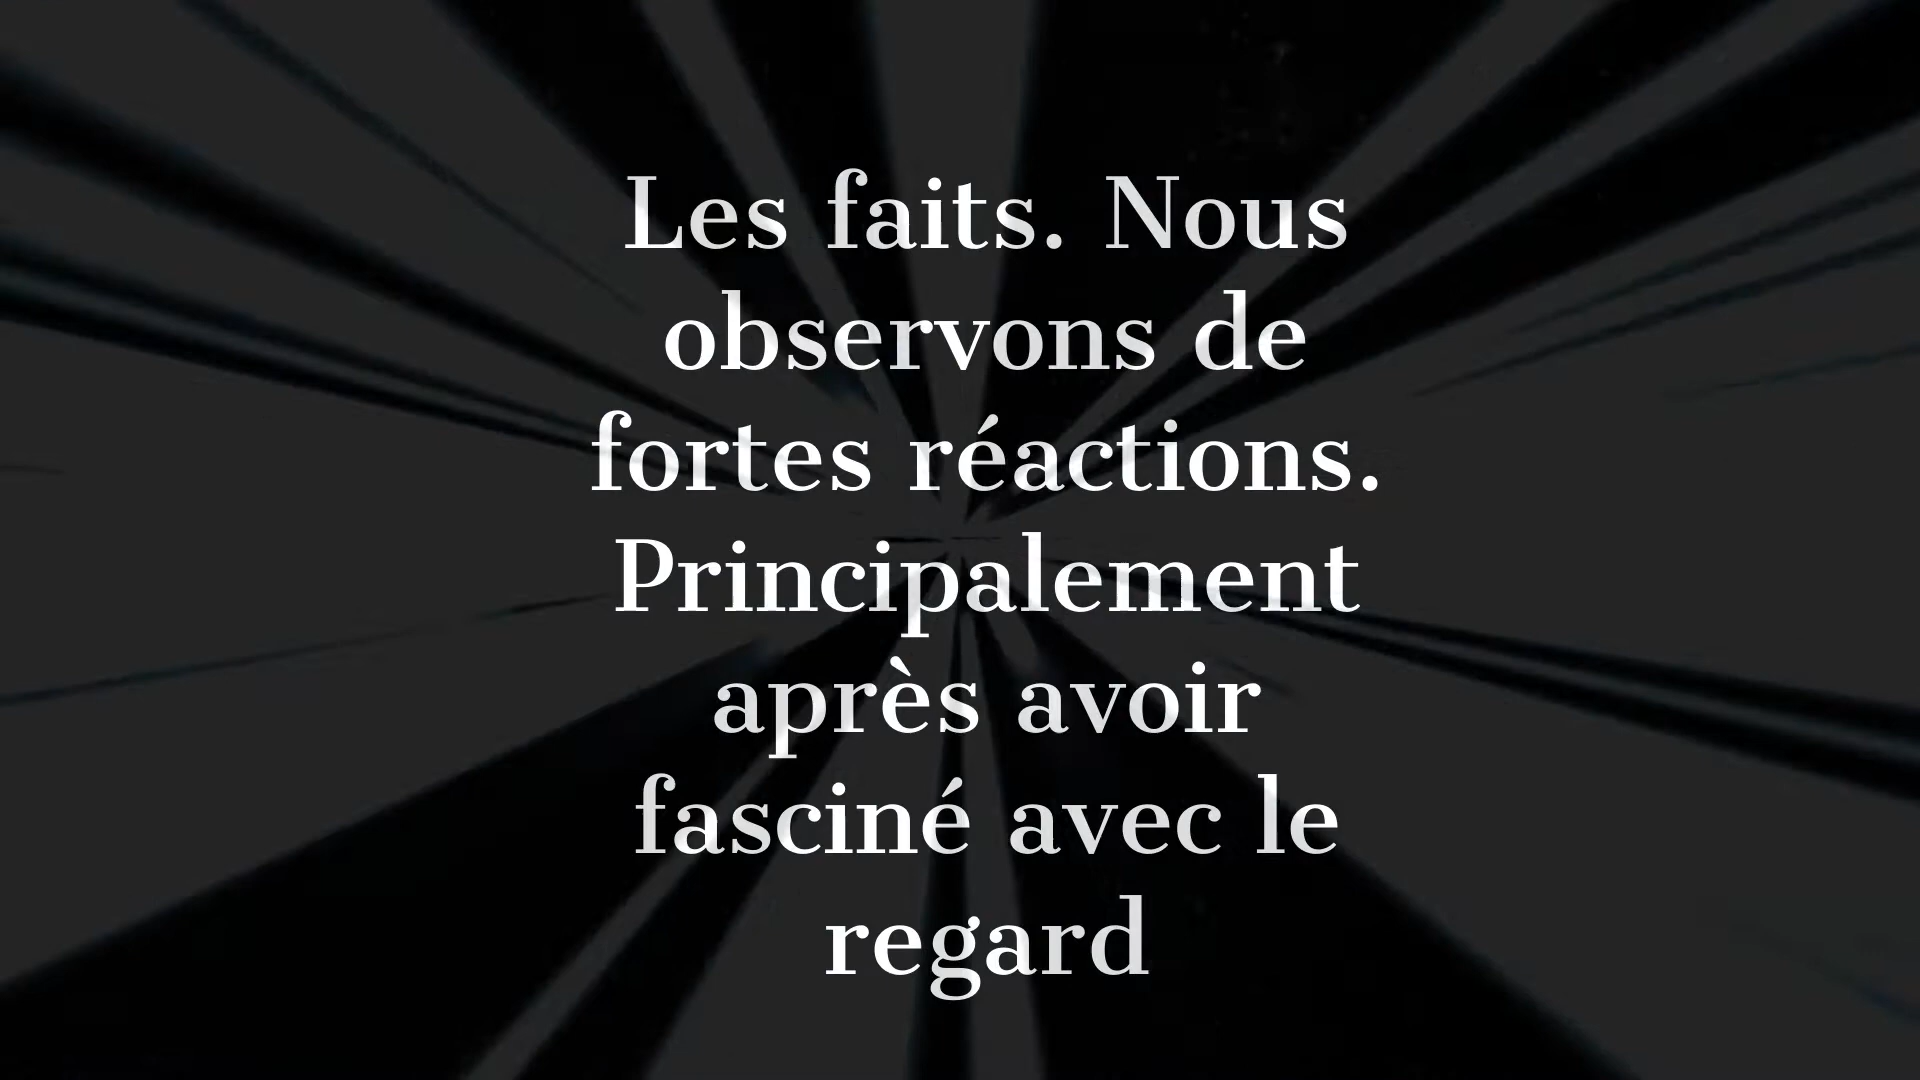 Les faits. Nous
observons de
fortes réactions.
Principalement
après avoir
fasciné avec le
regard